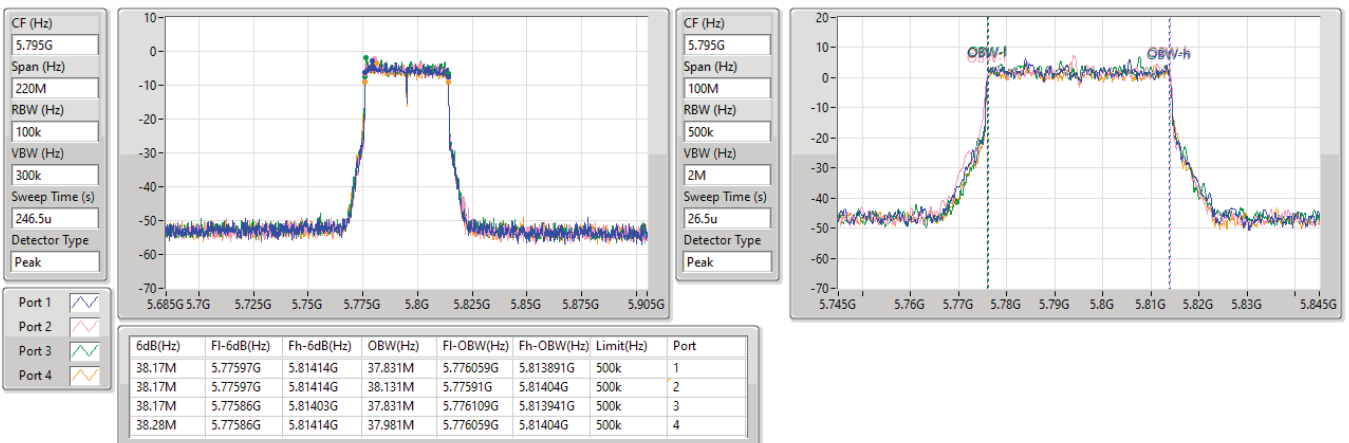 CF (Hz)
5.795G
Span (Hz)
220M
RBW (Hz)
100k
VBW (Hz)
300k
Sweep Time (s)
246.5u
Detector Type
Peak
10
0
-10
-20
-30
-40
-50
-60
-70
5.685G 5.7G 5.725G 5.75G 5.775G 5.8G 5.825G 5.85G 5.875G 5.905G
CF (Hz)
5.795G
Span (Hz)
100M
RBW (Hz)
500k
VBW (Hz)
2M
Sweep Time (s)
26.5u
Detector Type
Peak
20
10
0
-10
-20
-30
-40
-50
-60
-70
OBW-l OBW-h
5.745G 5.76G 5.77G 5.78G 5.79G 5.8G 5.81G 5.82G 5.83G 5.845G
Port 1
Port 2
Port 3
Port 4
6dB(Hz) Fl-6dB(Hz) Fh-6dB(Hz) OBW(Hz) Fl-OBW(Hz) Fh-OBW(Hz) Limit(Hz) Port
38.17M 5.77597G 5.81414G 37.831M 5.776059G 5.813891G 500k 1
38.17M 5.77597G 5.81414G 38.131M 5.77591G 5.81404G 500k 2
38.17M 5.77586G 5.81403G 37.831M 5.776109G 5.813941G 500k 3
38.28M 5.77586G 5.81414G 37.981M 5.776059G 5.81404G 500k 4